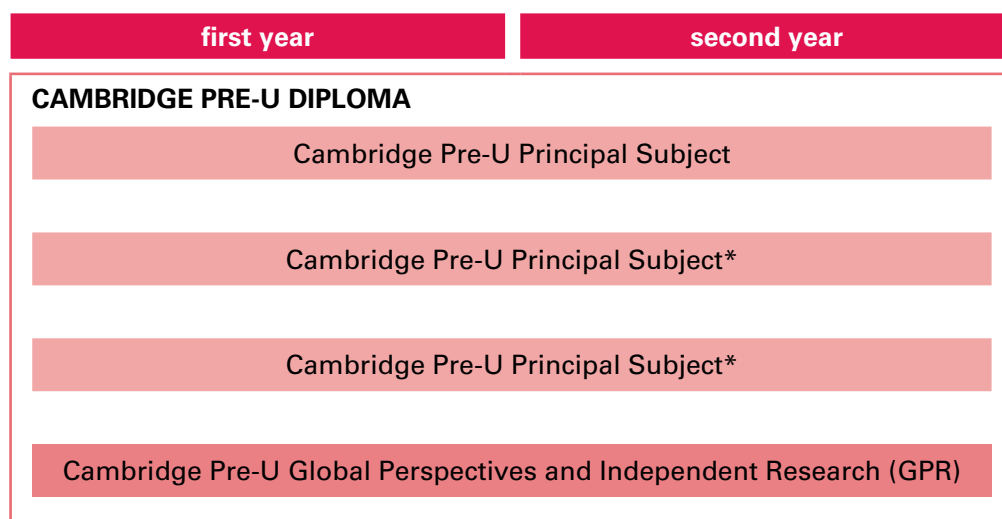 first year
second year
CAMBRIDGE PRE-U DIPLOMA
Cambridge Pre-U Principal Subject
Cambridge Pre-U Principal Subject*
Cambridge Pre-U Principal Subject*
Cambridge Pre-U Global Perspectives and Independent Research (GPR)